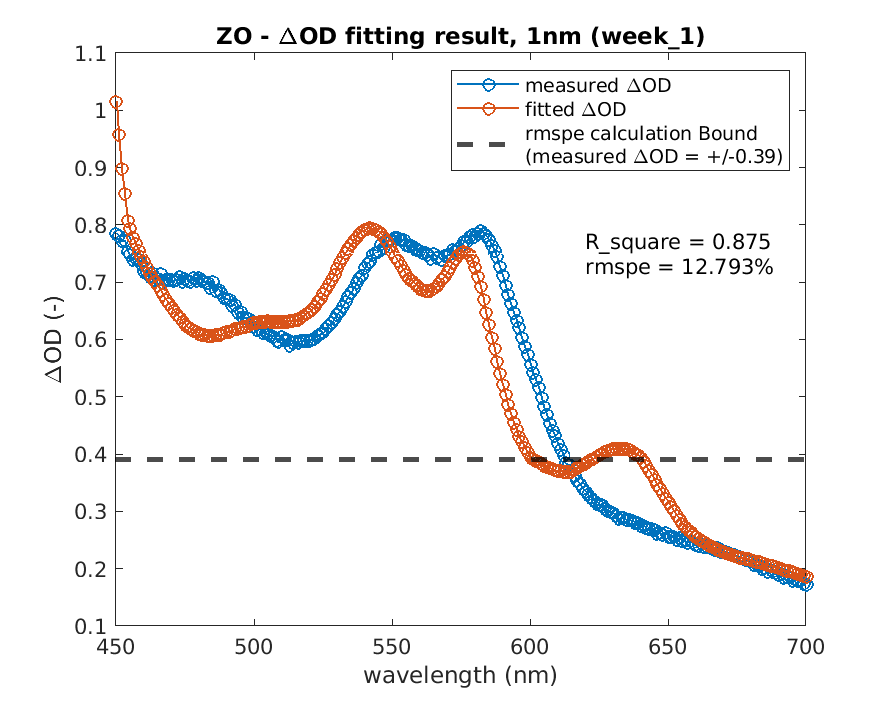 ZO - ΔOD fitting result, 1nm (week_1)
1.1
1
0.9
0.8
0.7
0.6
0.5
0.4
0.3
0.2
0.1
ΔOD (-)
measured ΔOD
fitted ΔOD
rmspe calculation Bound
(measured ΔOD = +/-0.39)
R_square = 0.875
rmspe = 12.793%
450 500 550 600 650 700
wavelength (nm)